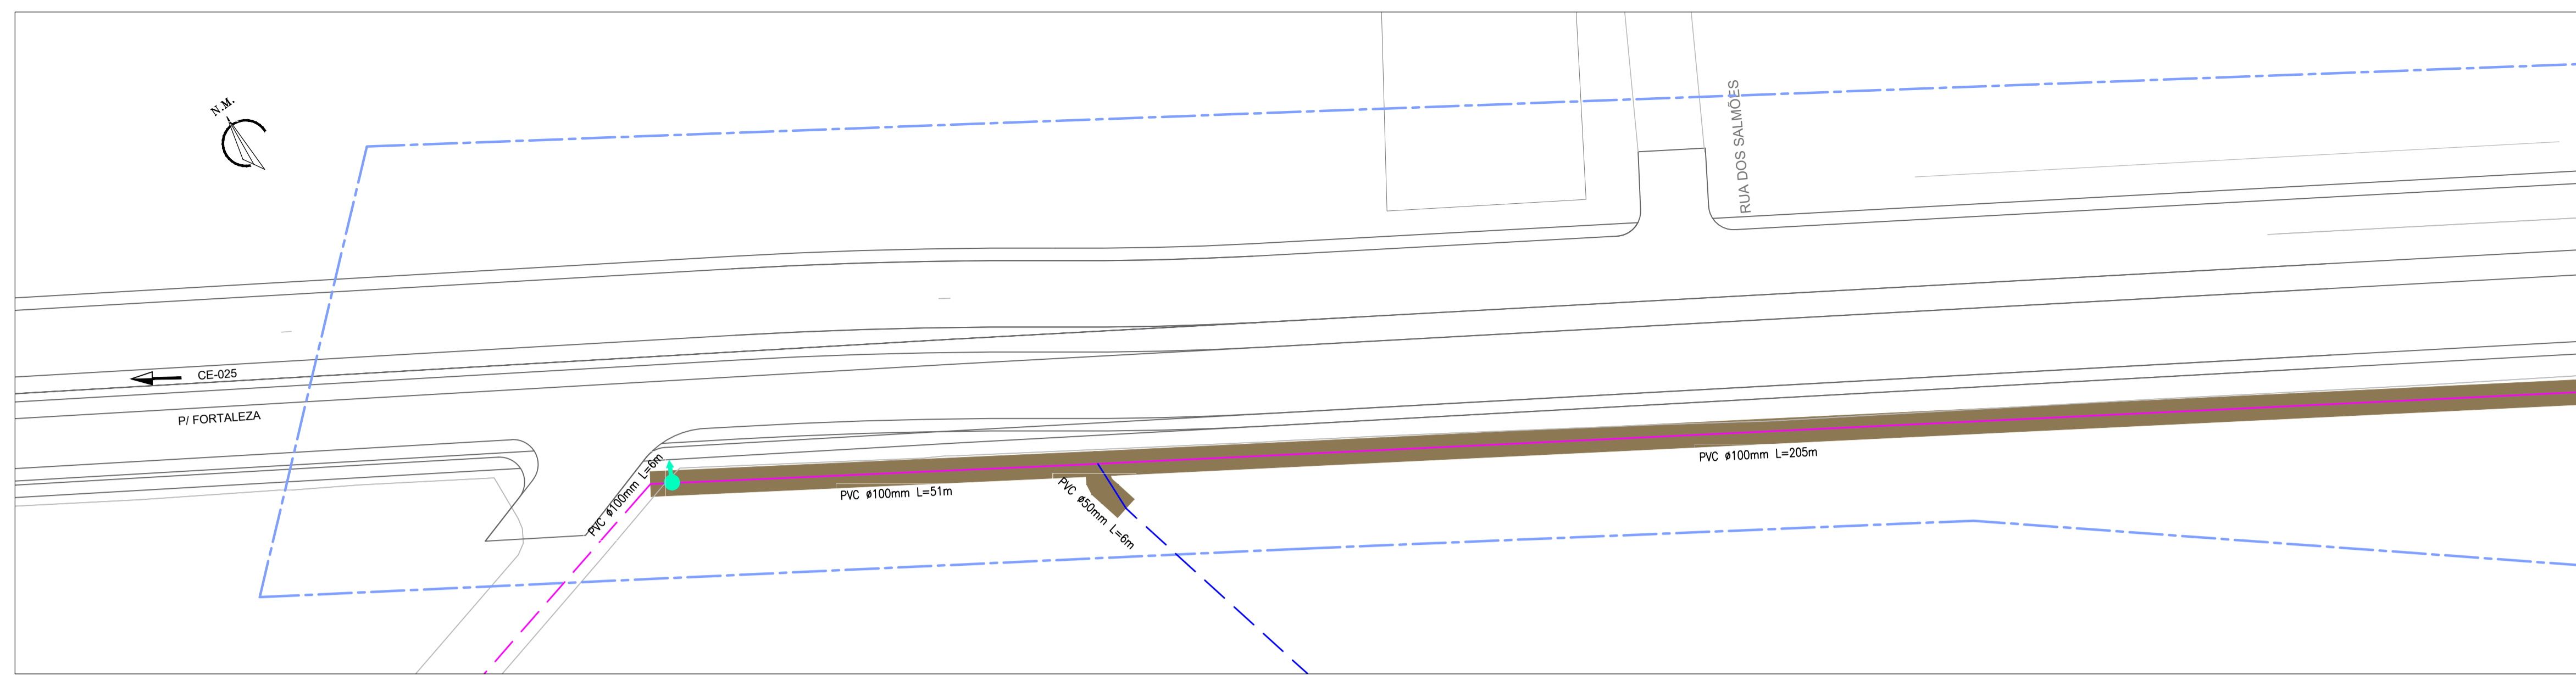 N.M.
RUA DOS SALMÕES
CE-025
P/ FORTALEZA
PVC ø100mm L=6m
PVC ø100mm L=51m
PVC ø50mm L=6m
PVC ø100mm L=205m